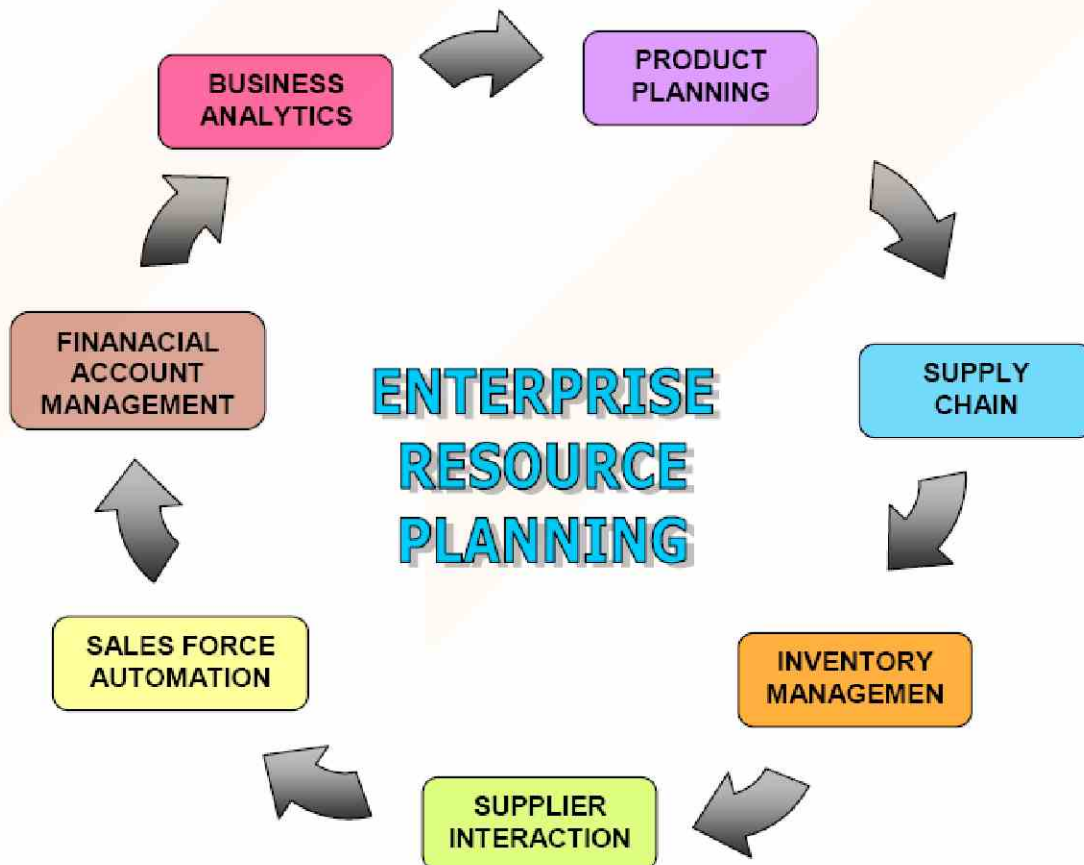 BUSINESS
ANALYTICS
PRODUCT
PLANNING
SUPPLY
CHAIN
INVENTORY
MANAGEMEN
SUPPLIER
INTERACTION
SALES FORCE
AUTOMATION
FINANACIAL
ACCOUNT
MANAGEMENT
ENTERPRISE
RESOURCE
PLANNING